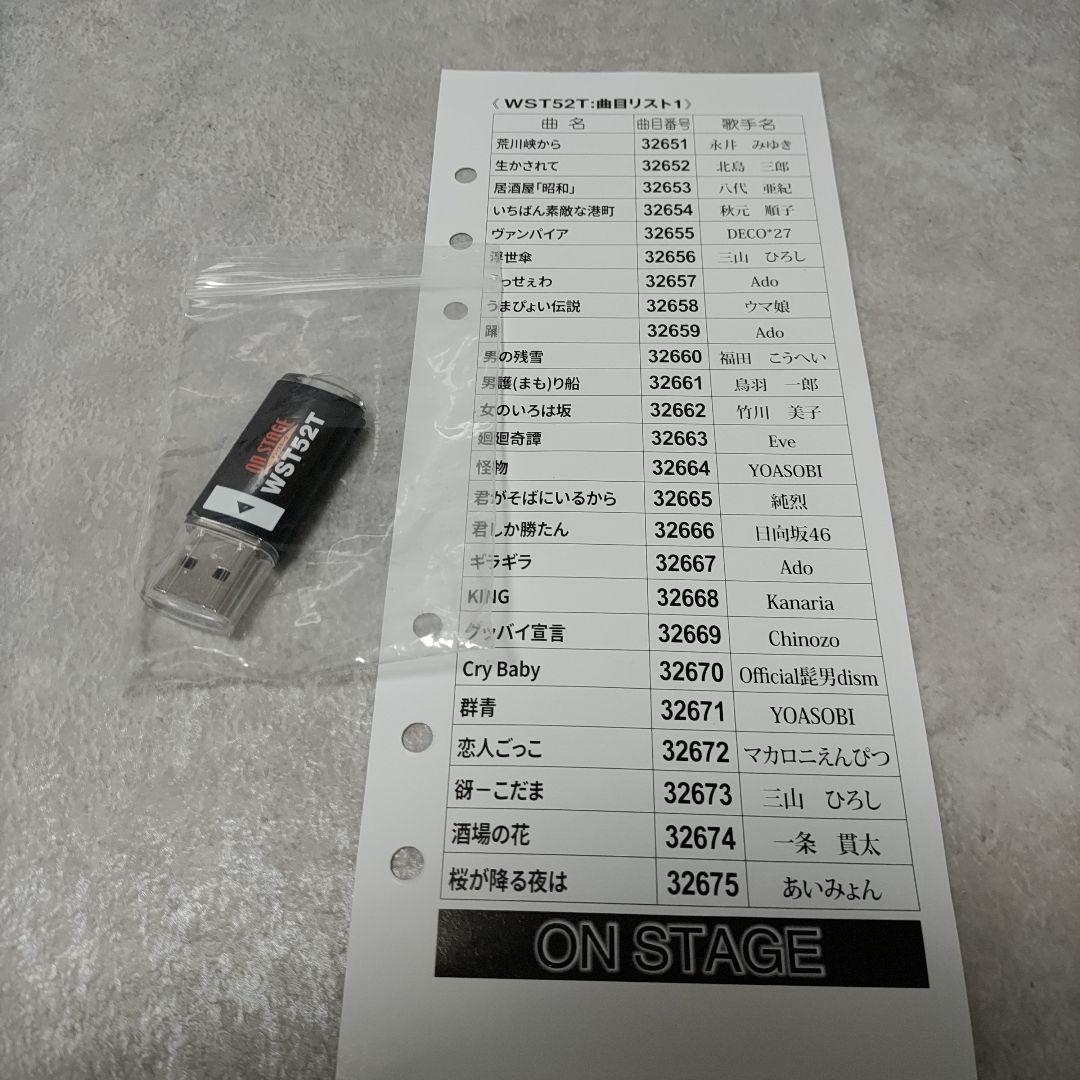 《 WST52T:曲目リスト1》
曲 名 曲目番号 歌手名
荒川峡から 32651 永井 みゆき
生かされて 32652 北島 三郎
居酒屋「昭和」 32653 八代 亜紀
いちばん素敵な港町 32654 秋元 順子
ヴァンパイア 32655 DECO*27
浮世傘 32656 三山 ひろし
っせぇわ 32657 Ado
うまぴょい伝説 32658 ウマ娘
踊 32659 Ado
男の残雪 32660 福田 こうへい
男護(まも)り船 32661 鳥羽 一郎
女のいろは坂 32662 竹川 美子
廻廻奇譚 32663 Eve
怪物 32664 YOASOBI
君がそばにいるから 32665 純烈
君しか勝たん 32666 日向坂46
ギラギラ 32667 Ado
KING 32668 Kanaria
グッバイ宣言 32669 Chinozo
Cry Baby 32670 Official髭男dism
群青 32671 YOASOBI
恋人ごっこ 32672 マカロニえんぴつ
谺－こだま 32673 三山 ひろし
酒場の花 32674 一条 貫太
桜が降る夜は 32675 あいみょん
ON STAGE
ON STAGE
WST52T